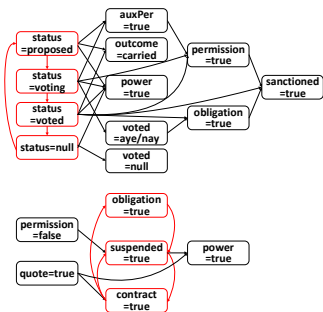 status
=proposed
auxPer
=true
outcome
=carried
permission
=true
status
=voting
power
=true
sanctioned
=true
status
=voted
obligation
=true
voted
=aye/nay
status=null
voted
=null
obligation
=true
permission
=false
suspended
=true
power
=true
quote=true
contract
=true